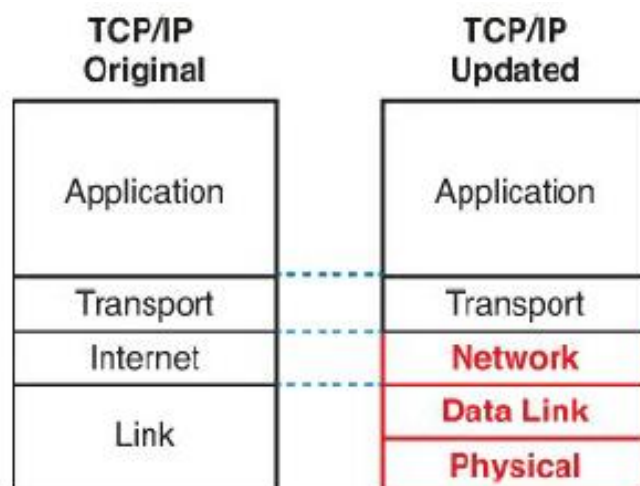 TCP/IP
Original
Application
Transport
Internet
Link
TCP/IP
Updated
Application
Transport
Network
Data Link
Physical